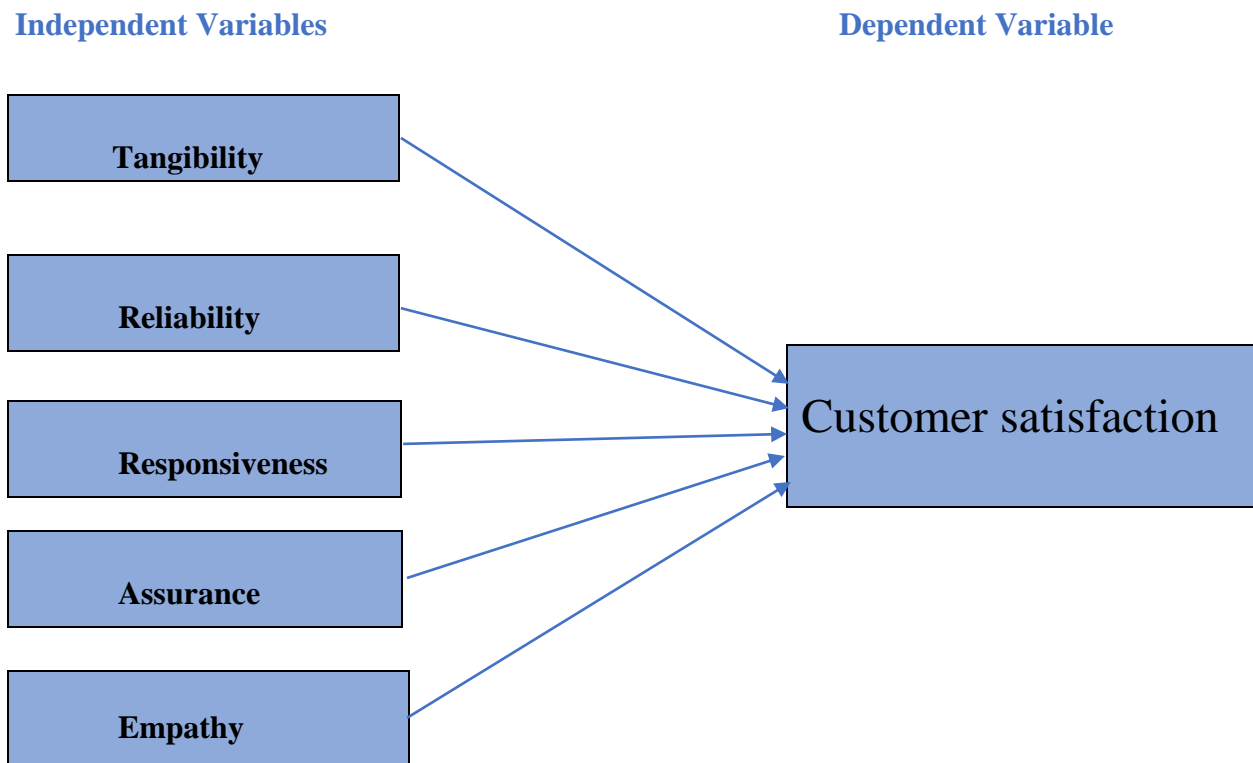 Independent Variables
Dependent Variable
Tangibility
Reliability
Responsiveness
Assurance
Empathy
Customer satisfaction